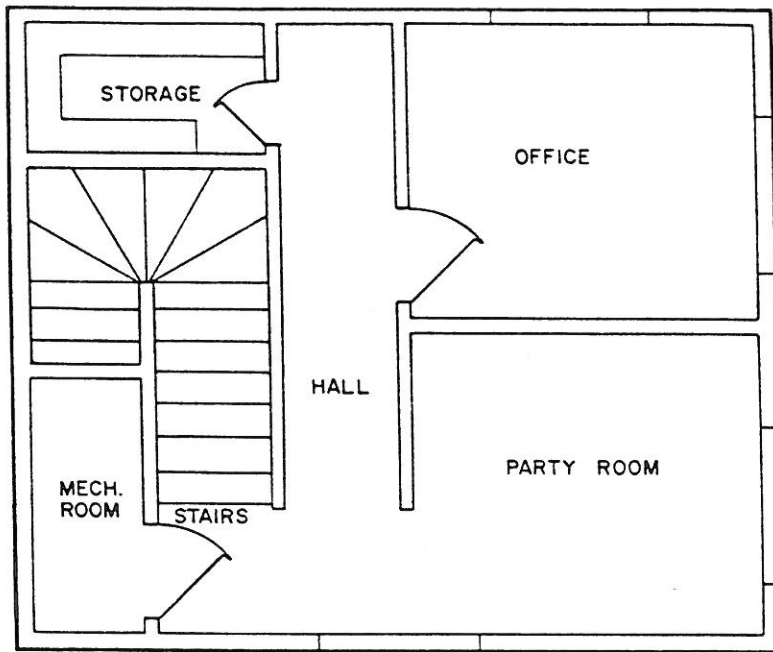 STORAGE
OFFICE
HALL
PARTY ROOM
MECH.
ROOM
STAIRS